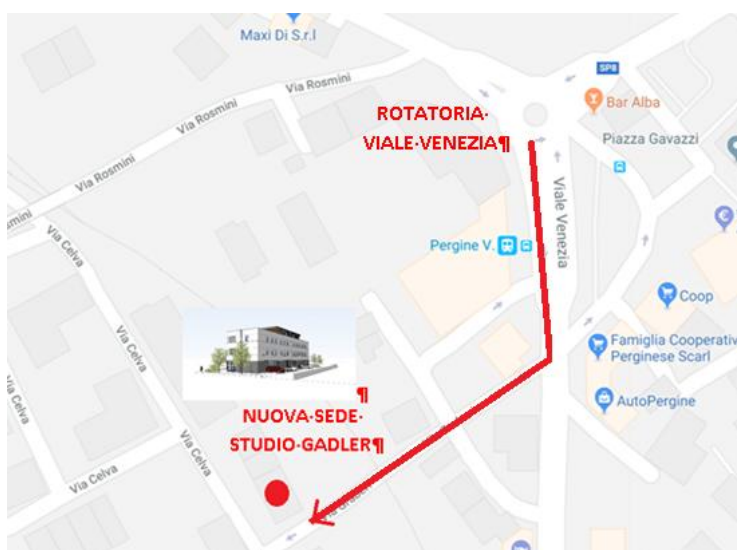 Maxi Di S.r.l
SP8
Via Rosmini
Via Rosmini
Via Rosmini
ROTATORIA·
VIALE·VENEZIA¶
Bar Alba
Piazza Gavazzi
Viale Venezia
Via Celva
Pergine V.
Coop
Via Celva
Famiglia Cooperativ
Perginese Scarl
AutoPergine
¶
NUOVA·SEDE·
STUDIO·GADLER¶
Via Celva
Via Celva
Via Celva